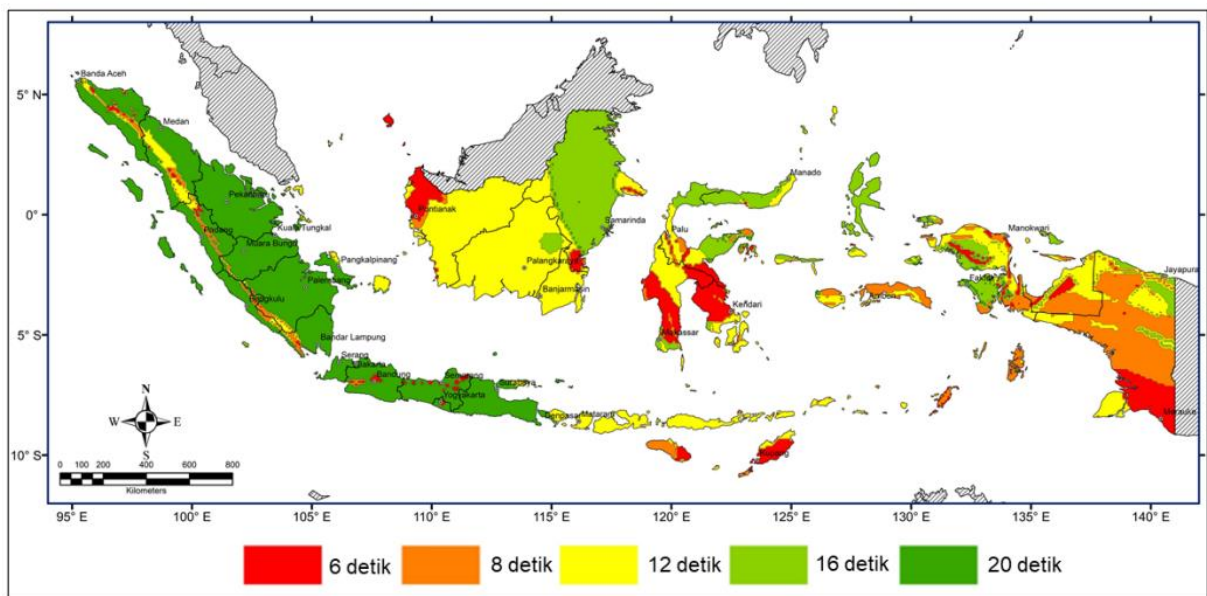 Banda Aceh
5° N
Medan
Manado
Pekanbaru
0°
Pontianak
Samarinda
Padang
Kuala Tungkal
Palu
Manokwari
Muara Bungo
Pangkalpinang
Palangkaraya
Jayapura
Palembang
Fakfak
Bengkulu
Banjarmasin
Ambon
Kendari
5° S
Bandar Lampung
Makassar
Serang
Jakarta
Bandung
Semarang
Surabaya
Yogyakarta
Denpasar
Mataram
Merauke
N
W
E
S
Kupang
10° S
0 100 200 400 600 800
Kilometers
95° E 100° E 105° E 110° E 115° E 120° E 125° E 130° E 135° E 140° E
6 detik 8 detik 12 detik 16 detik 20 detik